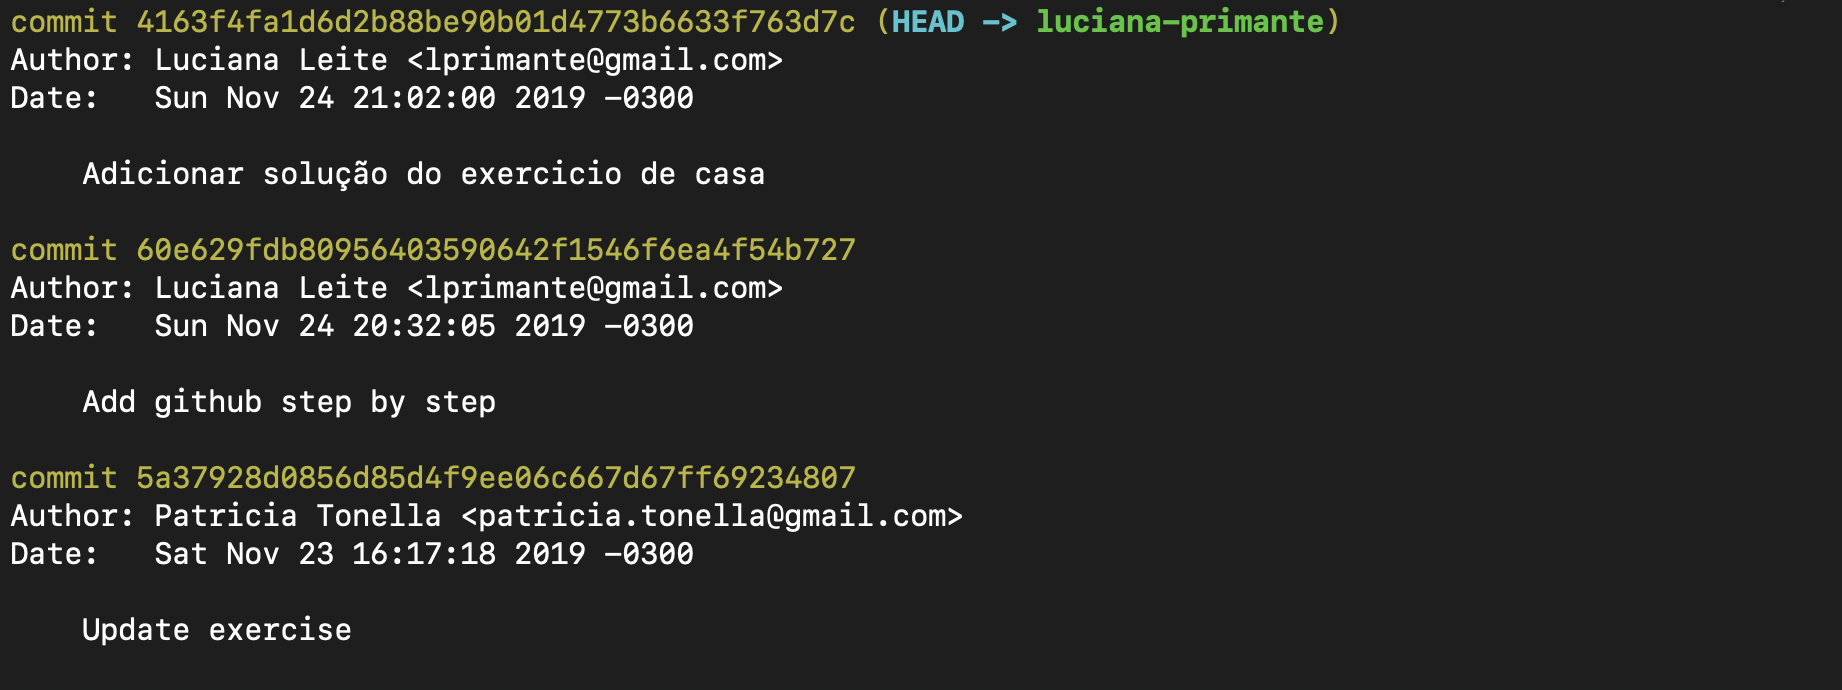 commit 4163f4fa1d6d2b88be90b01d4773b6633f763d7c (HEAD -> luciana-primante)
Author: Luciana Leite <lprimante@gmail.com>
Date:   Sun Nov 24 21:02:00 2019 -0300
Adicionar solução do exercicio de casa
commit 60e629fdb80956403590642f1546f6ea4f54b727
Author: Luciana Leite <lprimante@gmail.com>
Date:   Sun Nov 24 20:32:05 2019 -0300
Add github step by step
commit 5a37928d0856d85d4f9ee06c667d67ff69234807
Author: Patricia Tonella <patricia.tonella@gmail.com>
Date:   Sat Nov 23 16:17:18 2019 -0300
Update exercise